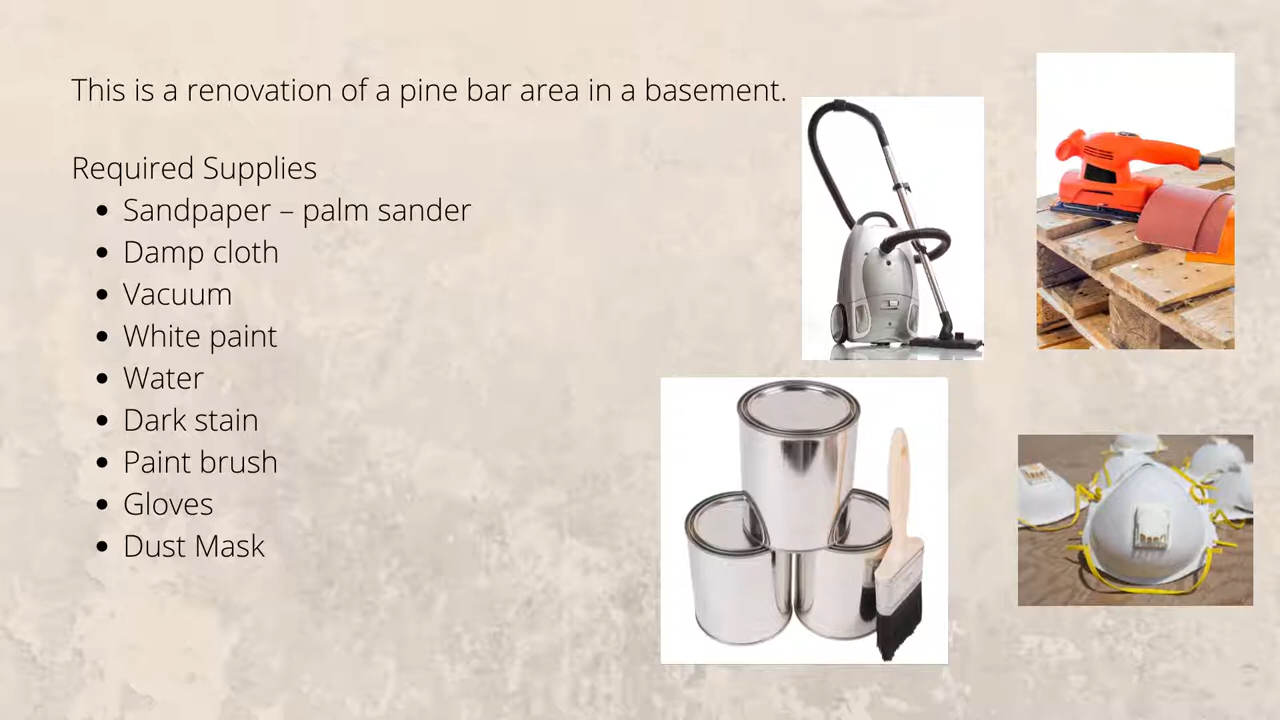 This is a renovation of a pine bar area in a basement.
Required Supplies
• Sandpaper – palm sander
• Damp cloth
• Vacuum
• White paint
• Water
• Dark stain
• Paint brush
• Gloves
• Dust Mask